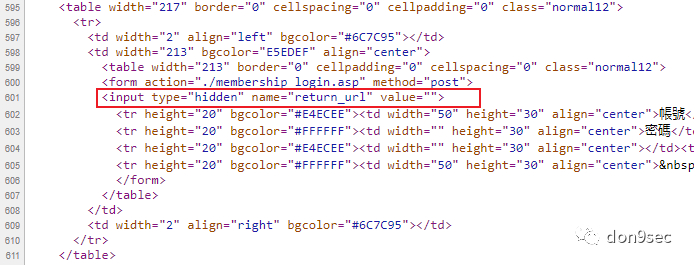 595 <table width="217" border="0" cellspacing="0" cellpadding="0" class="normal12">
596 <tr>
597 <td width="2" align="left" bgcolor="#6C7C95"></td>
598 <td width="213" bgcolor="E5EDEF" align="center">
599 <table width="213" border="0" cellpadding="0" cellspacing="0" class="normal12">
600 <form action="./membership_login.asp" method="post">
601 <input type="hidden" name="return_url" value="">
602 <tr height="20" bgcolor="#E4ECEE"><td width="50" height="30" align="center">帳號<
603 <tr height="20" bgcolor="#FFFFFF"><td width="" height="30" align="center">密碼</t
604 <tr height="20" bgcolor="#E4ECEE"><td width="" height="30" align="center"></td><t
605 <tr height="20" bgcolor="#FFFFFF"><td width="50" height="30" align="center">&nbsp
606 </form>
607 </table>
608 </td>
609 <td width="2" align="right" bgcolor="#6C7C95"></td>
610 </tr>
611 </table>
don9sec